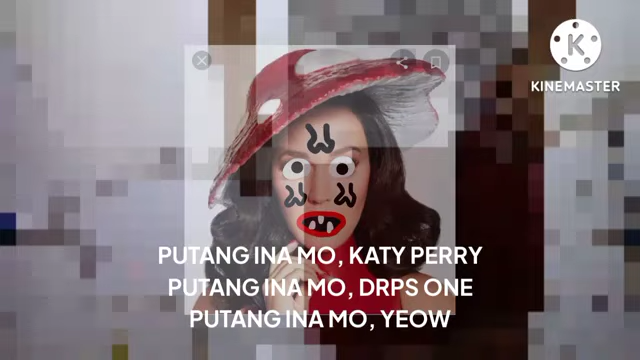 KINEMASTER
PUTANG INA MO, KATY PERRY
PUTANG INA MO, DRPS ONE
PUTANG INA MO, YEOW